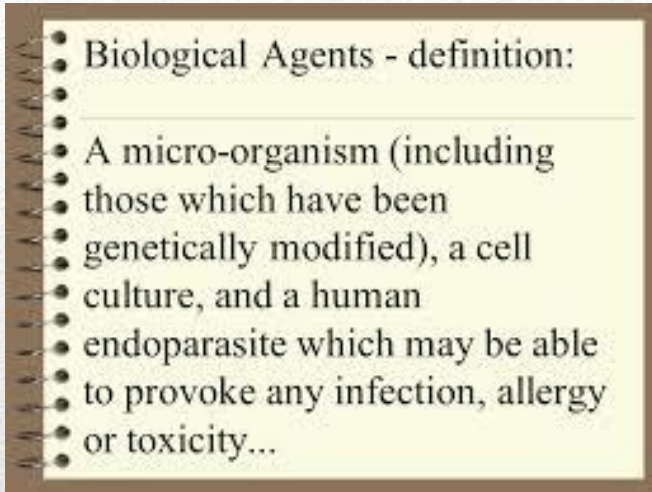 Biological Agents - definition:
A micro-organism (including
those which have been
genetically modified), a cell
culture, and a human
endoparasite which may be able
to provoke any infection, allergy
or toxicity...